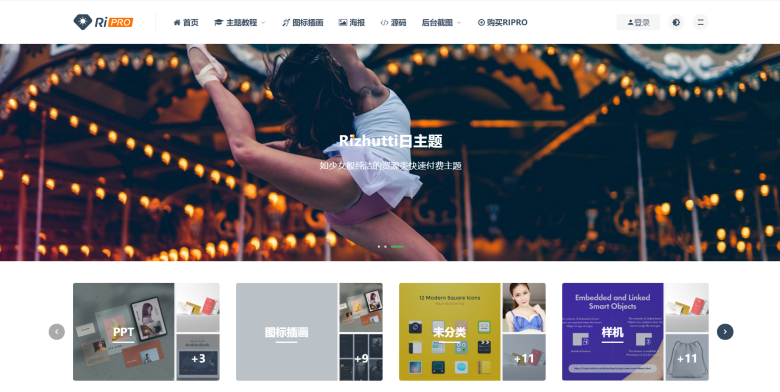 RiPRO
首页
主题教程
图标插画
海报
源码
后台截图
购买RIPRO
登录
Rizhutti日主题
如少女般纯洁的资源类快速付费主题
PPT
+3
图标插画
+9
12 Modern Square Icons
未分类
+11
Embedded and Linked
Smart Objects
样机
+11